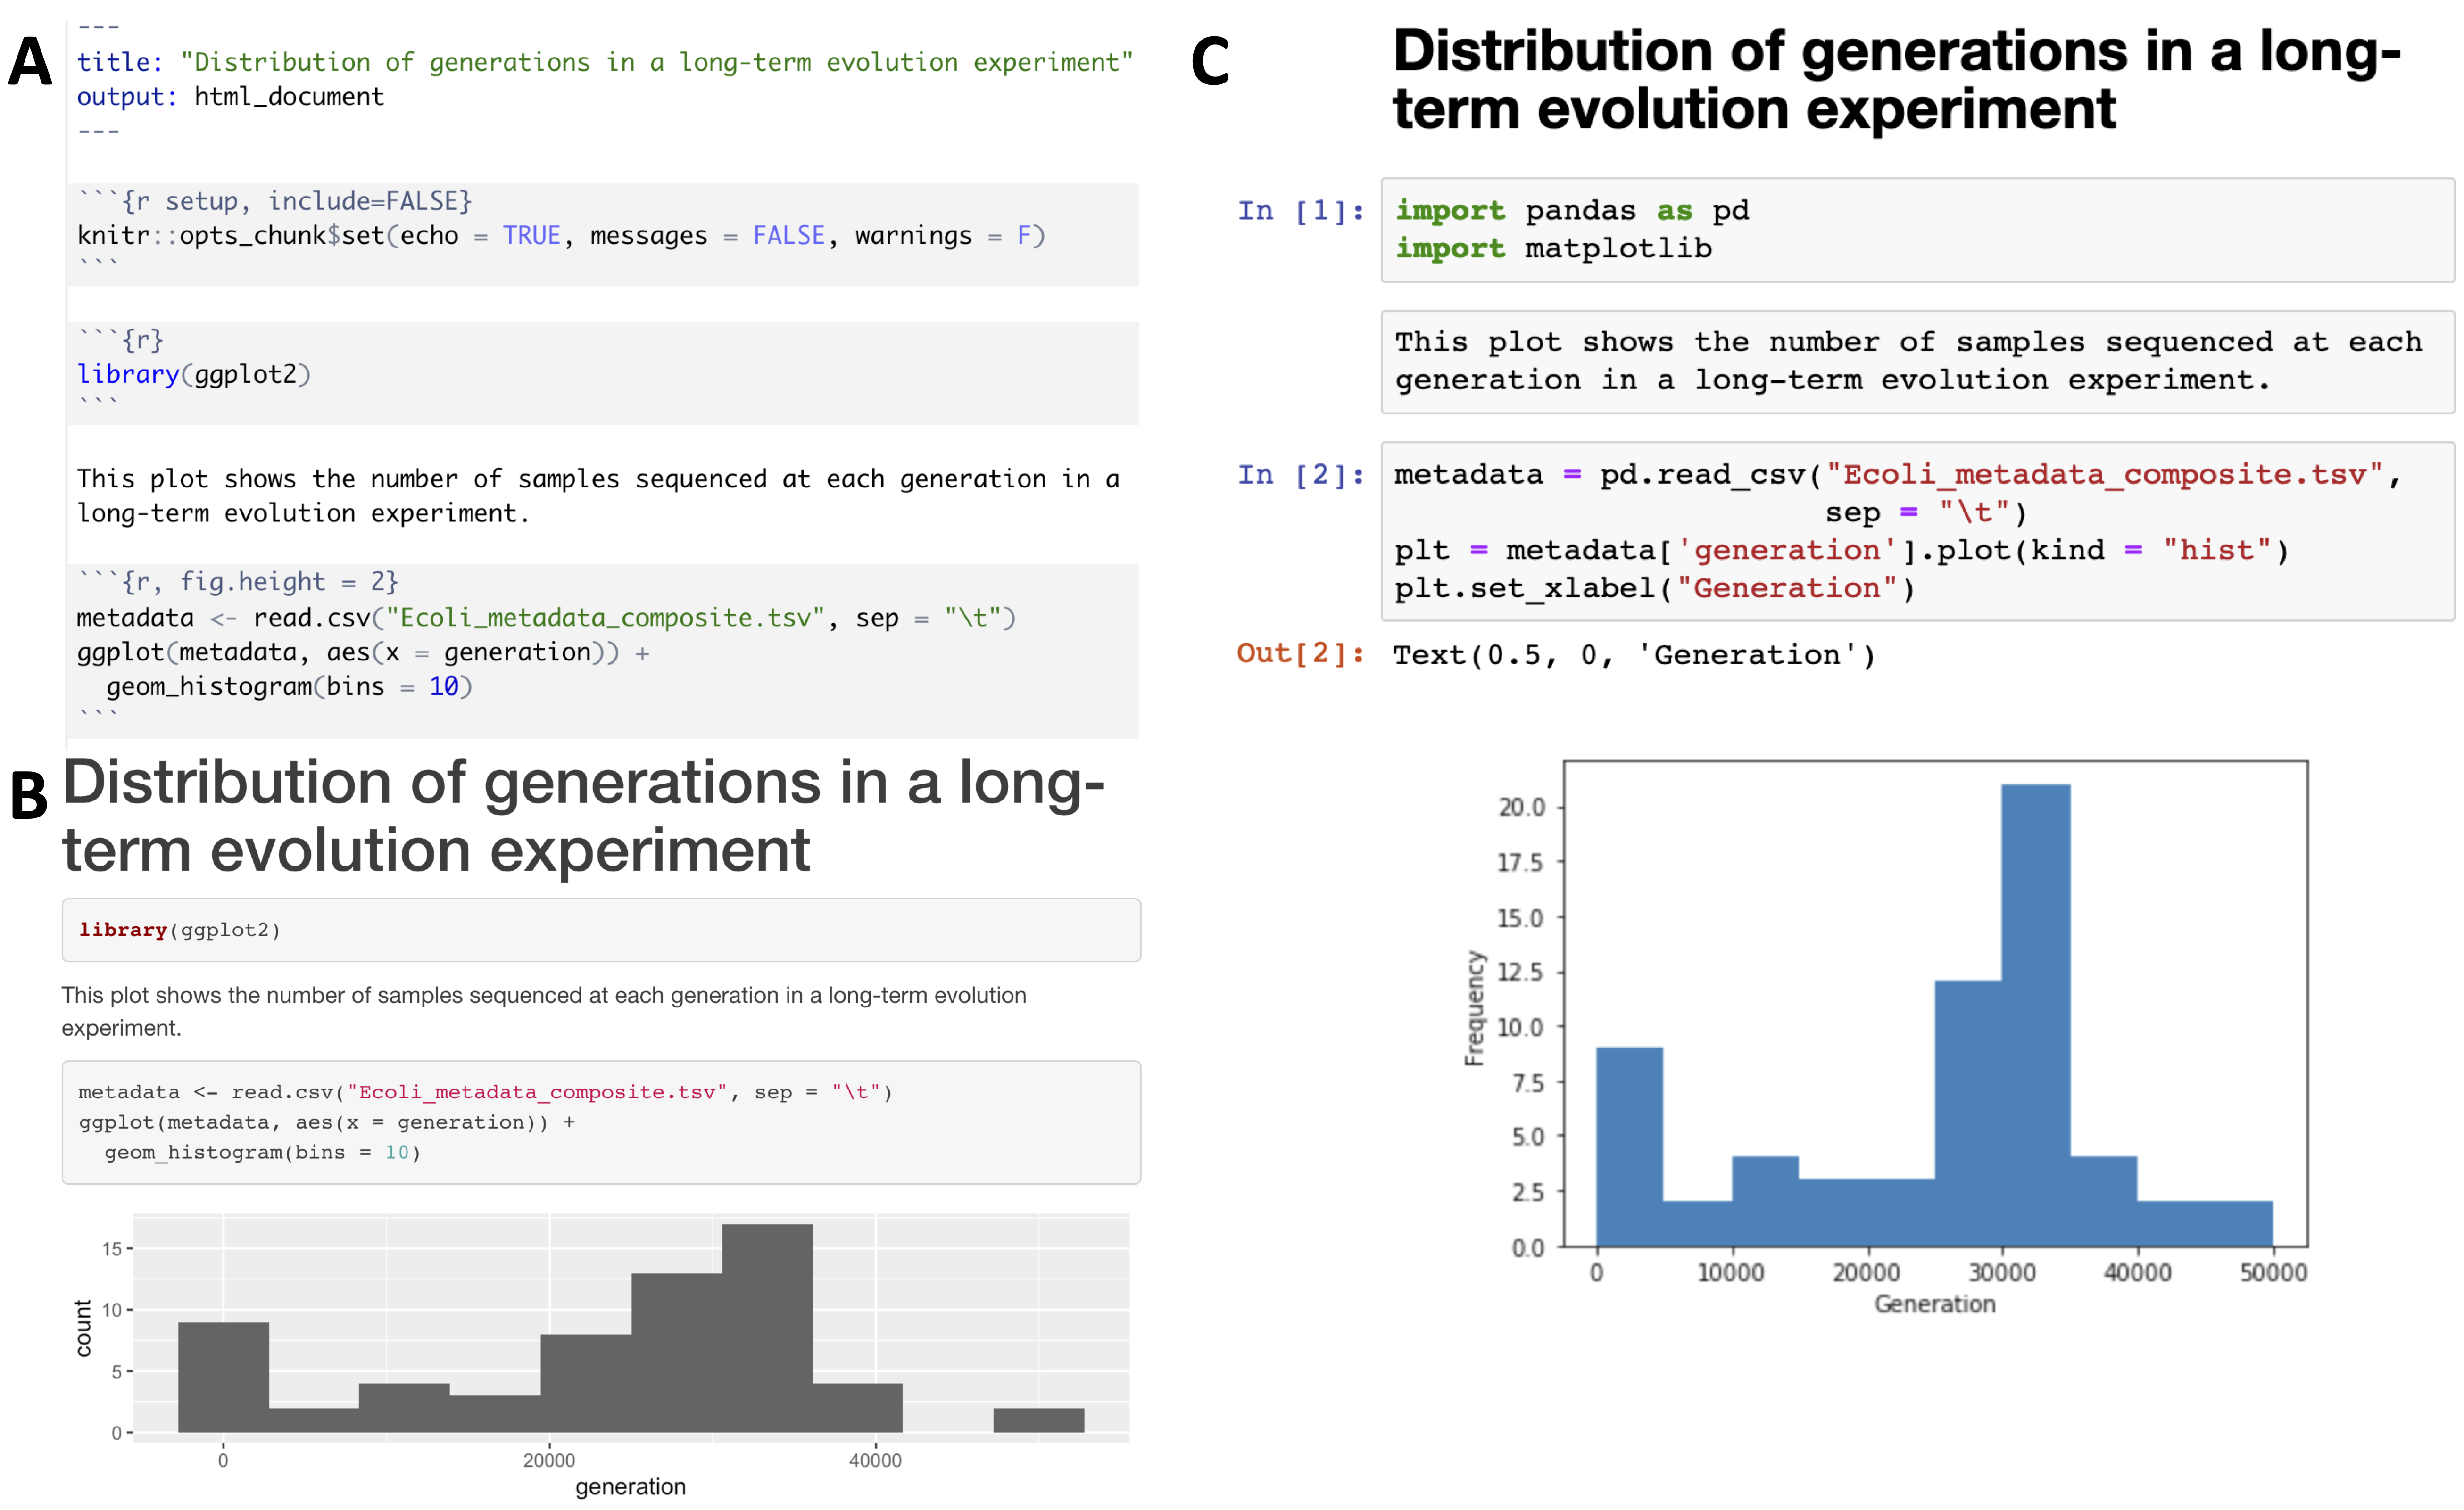 A
---
title: "Distribution of generations in a long-term evolution experiment"
output: html_document
---
```{r setup, include=FALSE}
knitr::opts_chunk$set(echo = TRUE, messages = FALSE, warnings = F)
```
```{r}
library(ggplot2)
```
This plot shows the number of samples sequenced at each generation in a
long-term evolution experiment.
```{r, fig.height = 2}
metadata <- read.csv("Ecoli_metadata_composite.tsv", sep = "\t")
ggplot(metadata, aes(x = generation)) +
  geom_histogram(bins = 10)
```
B
Distribution of generations in a long-
term evolution experiment
library(ggplot2)
This plot shows the number of samples sequenced at each generation in a long-term evolution
experiment.
metadata <- read.csv("Ecoli_metadata_composite.tsv", sep = "\t")
ggplot(metadata, aes(x = generation)) +
  geom_histogram(bins = 10)
15
10
5
0
count
0 20000 40000
generation
C
Distribution of generations in a long-
term evolution experiment
In [1]: import pandas as pd
import matplotlib
This plot shows the number of samples sequenced at each
generation in a long-term evolution experiment.
In [2]: metadata = pd.read_csv("Ecoli_metadata_composite.tsv",
sep = "\t")
plt = metadata['generation'].plot(kind = "hist")
plt.set_xlabel("Generation")
Out[2]: Text(0.5, 0, 'Generation')
20.0
17.5
15.0
12.5
10.0
7.5
5.0
2.5
0.0
Frequency
0 10000 20000 30000 40000 50000
Generation